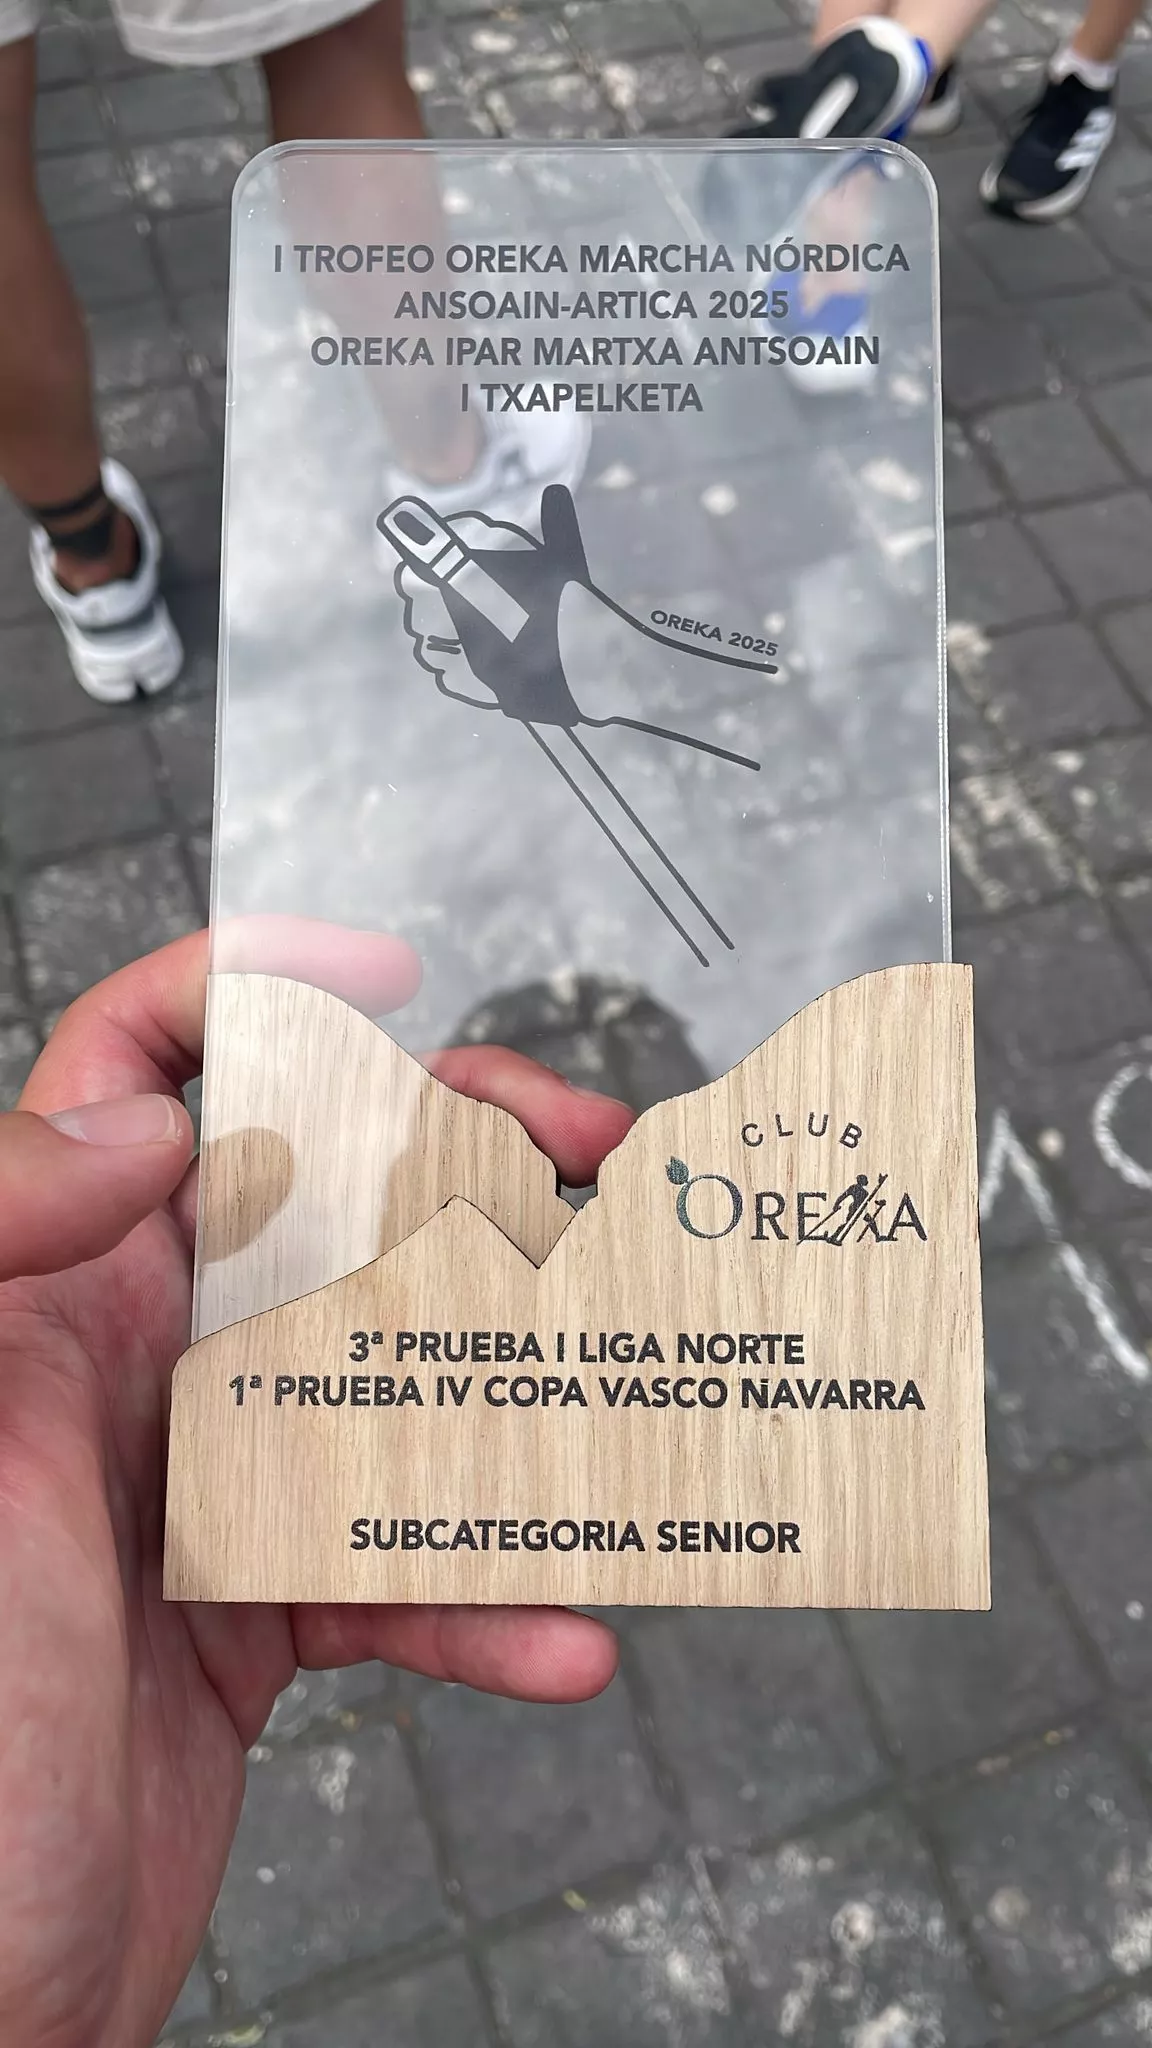 I TROFEO OREKA MARCHA NÓRDICA
ANSOAIN-ARTICA 2025
OREKA IPAR MARTXA ANTSOAIN
I TXAPELKETA
OREKA 2025
CLUB
OREKA
3ª PRUEBA I LIGA NORTE
1ª PRUEBA IV COPA VASCO NAVARRA
SUBCATEGORIA SENIOR